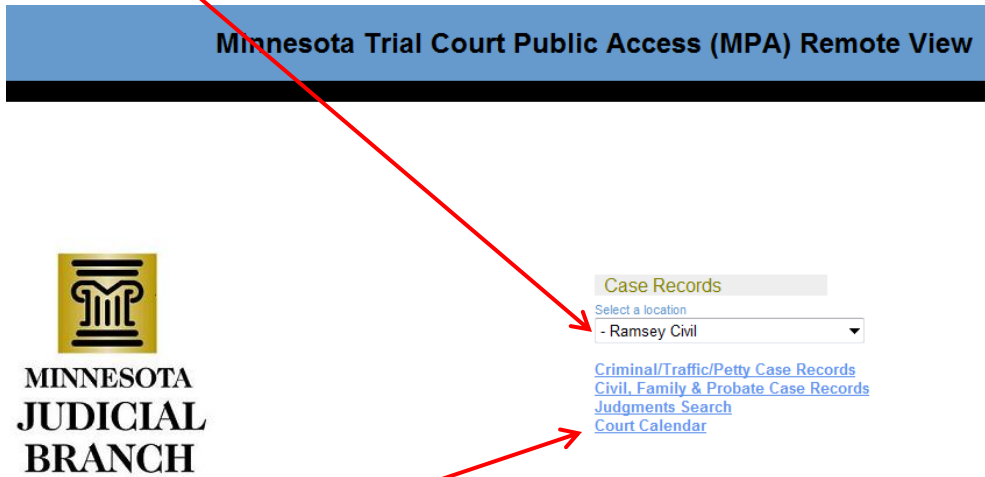 Minnesota Trial Court Public Access (MPA) Remote View
Case Records
Select a location
- Ramsey Civil
Criminal/Traffic/Petty Case Records
Civil, Family & Probate Case Records
Judgments Search
Court Calendar
MINNESOTA
JUDICIAL
BRANCH